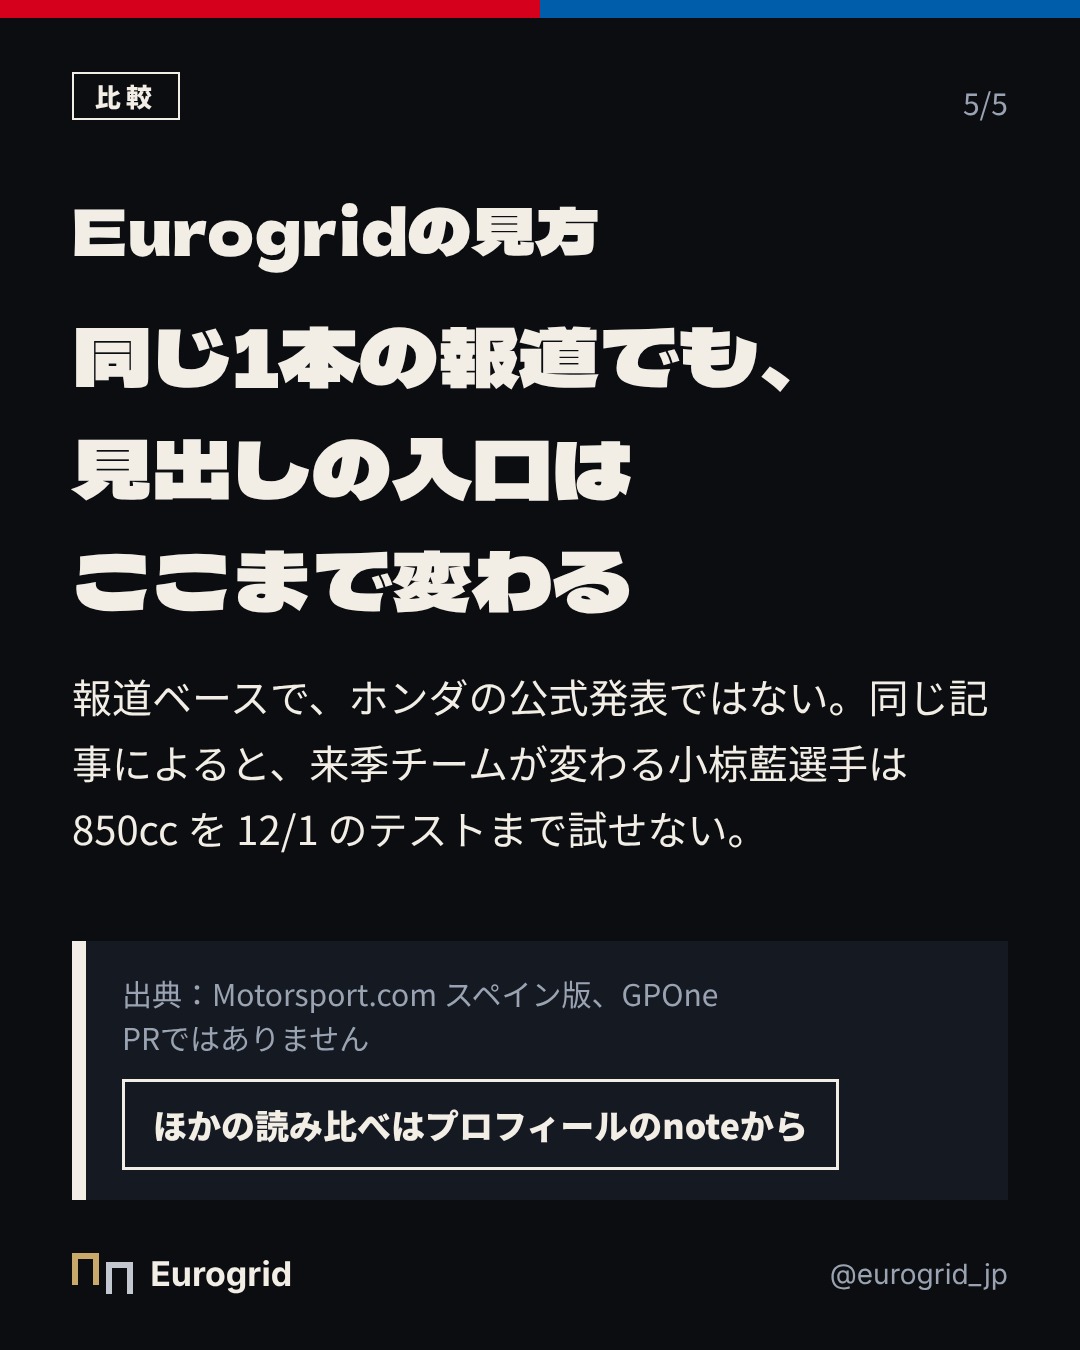 比較
5/5
Eurogridの見方
同じ1本の報道でも、
見出しの入口は
ここまで変わる
報道ベースで、ホンダの公式発表ではない。同じ記
事によると、来季チームが変わる小椋藍選手は
850cc を 12/1 のテストまで試せない。
出典：Motorsport.com スペイン版、GPOne
PRではありません
ほかの読み比べはプロフィールのnoteから
Eurogrid
@eurogrid_jp